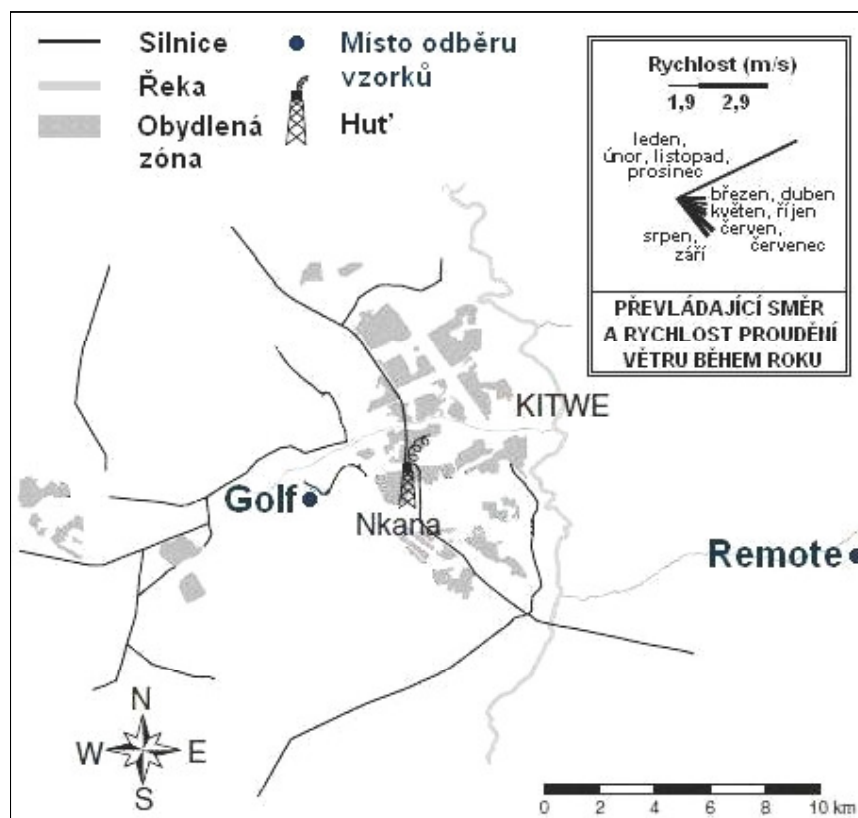 Silnice
Řeka
Obydlená
zóna
Místo odběru
vzorků
Huť
Rychlost (m/s)
1,9 2,9
leden,
únor, listopad,
prosinec
březen, duben
květen, říjen
červen,
červenec
srpen,
září
PŘEVLÁDAJÍCÍ SMĚR
A RYCHLOST PROUDĚNÍ
VĚTRU BĚHEM ROKU
KITWE
Golf
Nkana
Remote
N
W E
S
0 2 4 6 8 10 km